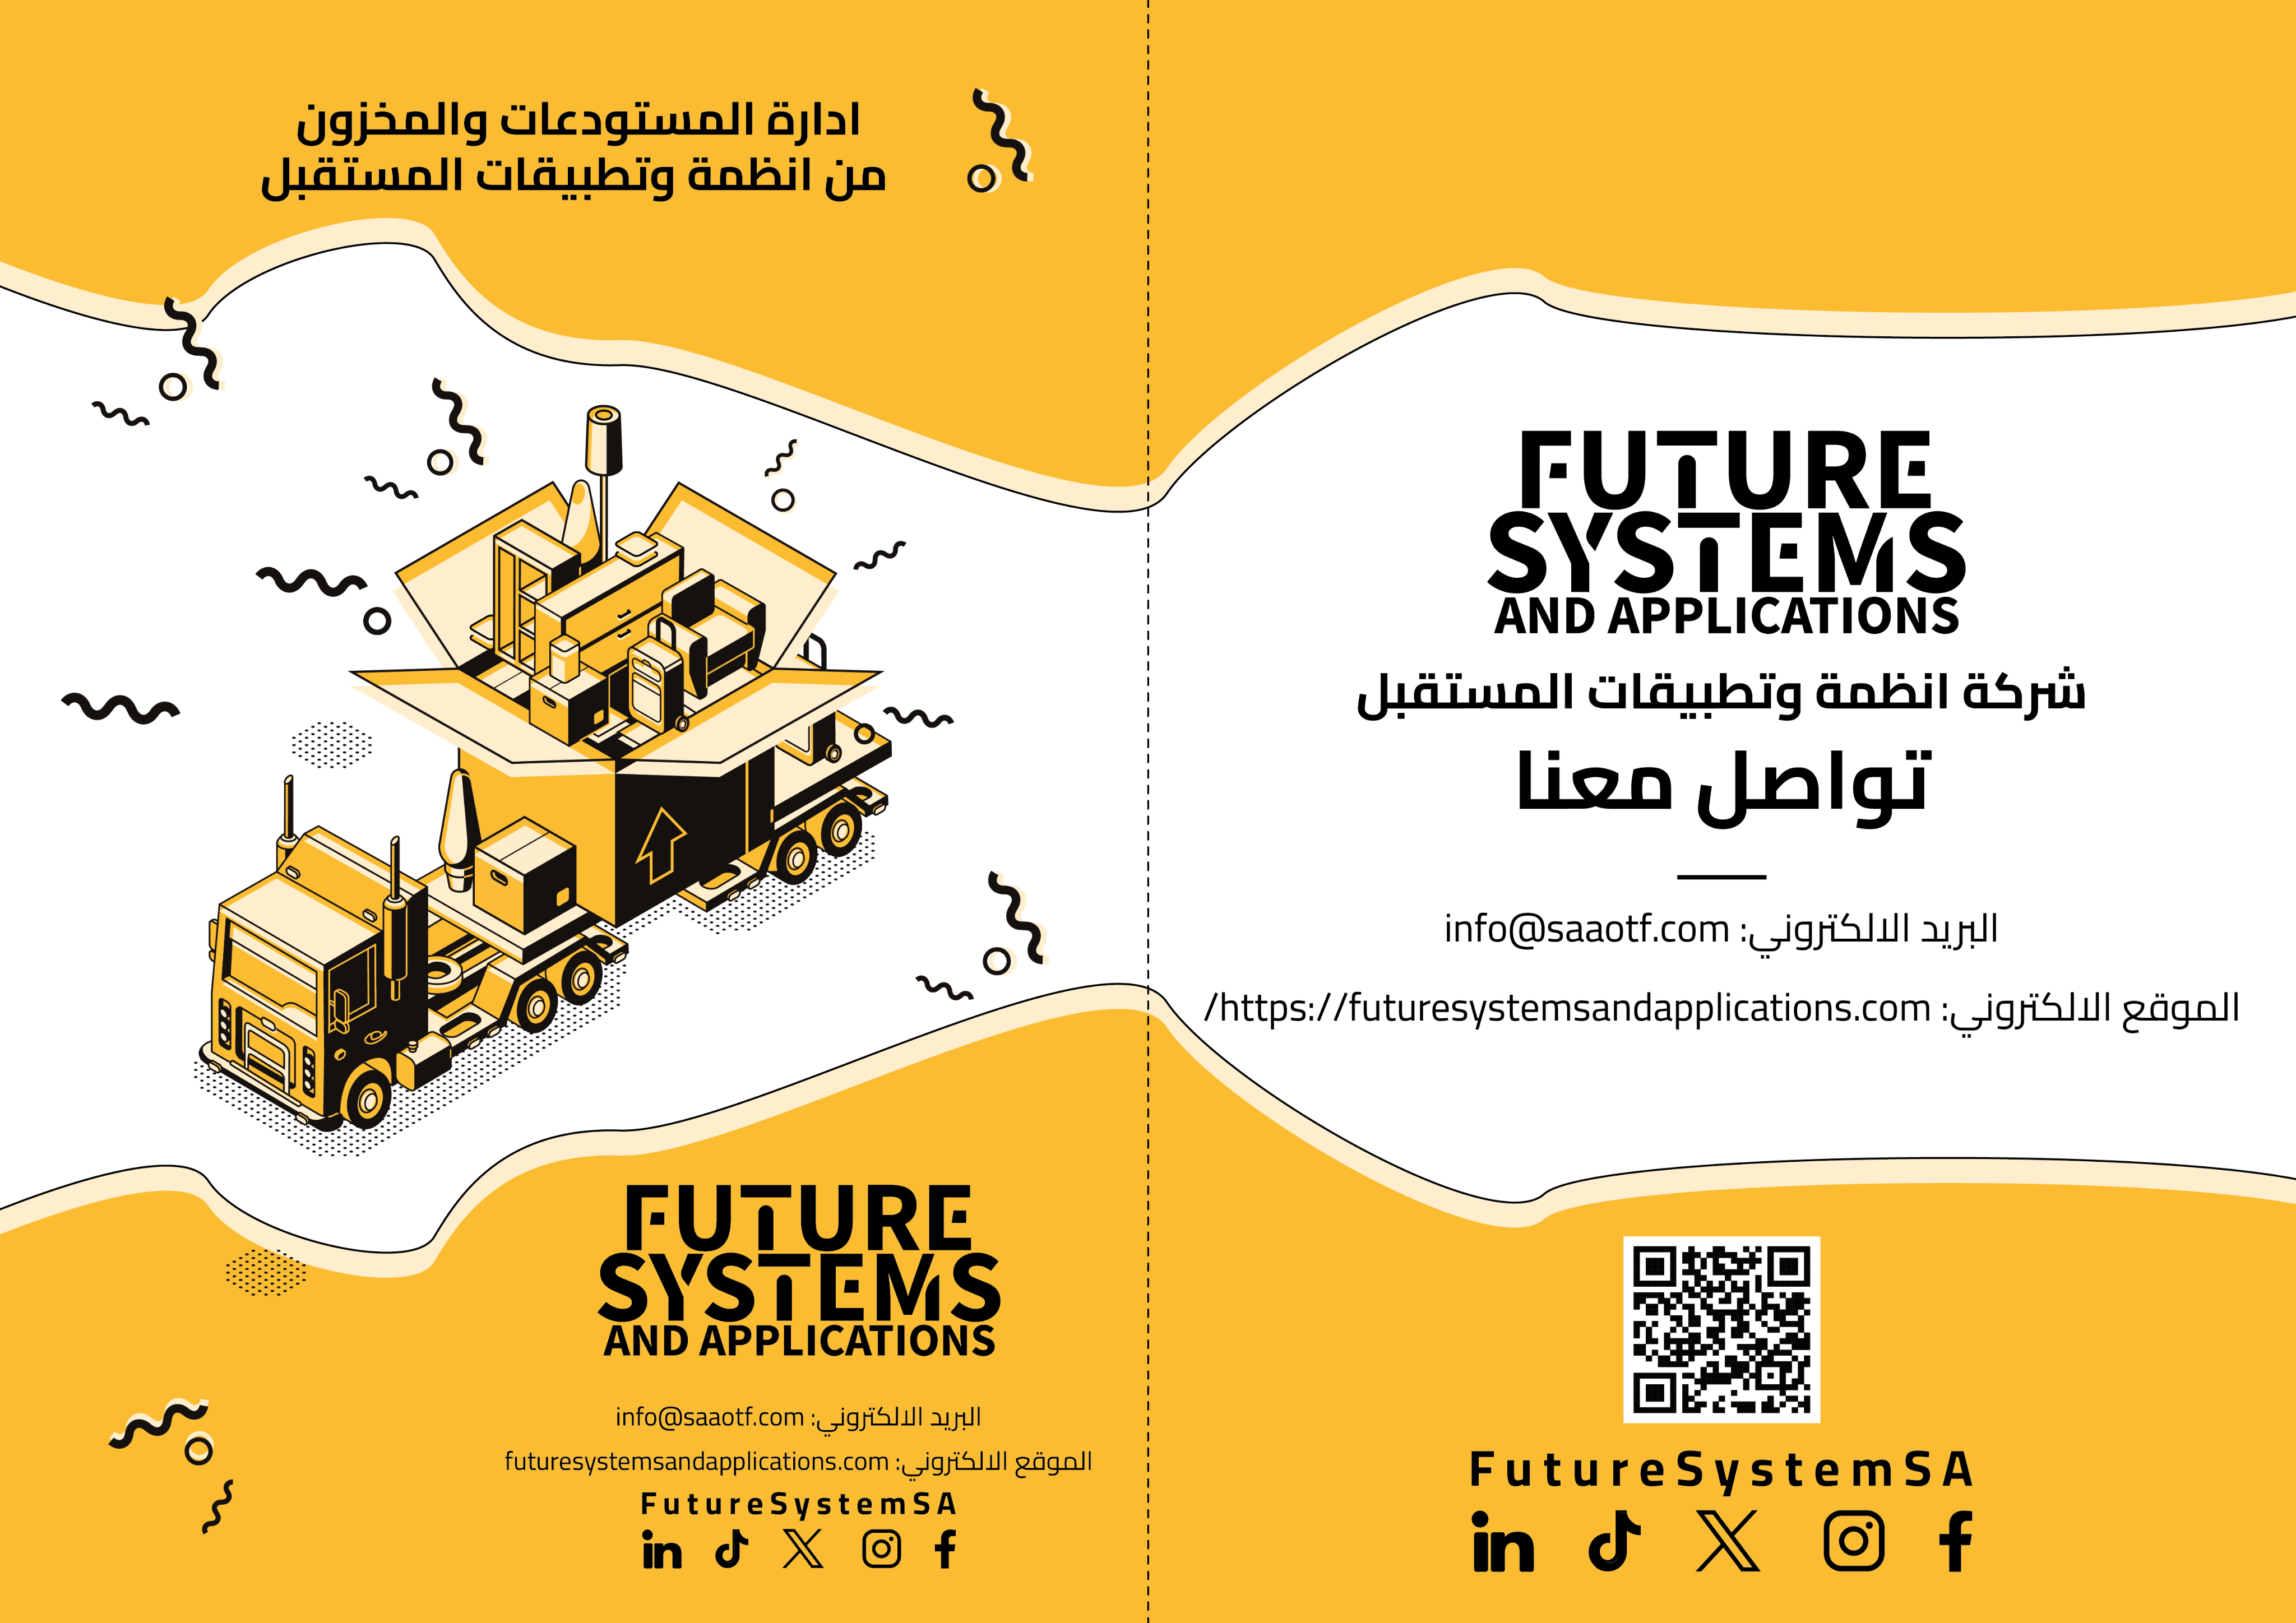 ادارة المستودعات والمخزون
من انظمة وتطبيقات المستقبل
FUTURE
SYSTEMS
AND APPLICATIONS
البريد الالكتروني: info@saaotf.com
الموقع الالكتروني: futuresystemsandapplications.com
FutureSystemSA
FUTURE
SYSTEMS
AND APPLICATIONS
شركة انظمة وتطبيقات المستقبل
تواصل معنا
البريد الالكتروني: info@saaotf.com
الموقع الالكتروني: https://futuresystemsandapplications.com/
FutureSystemSA